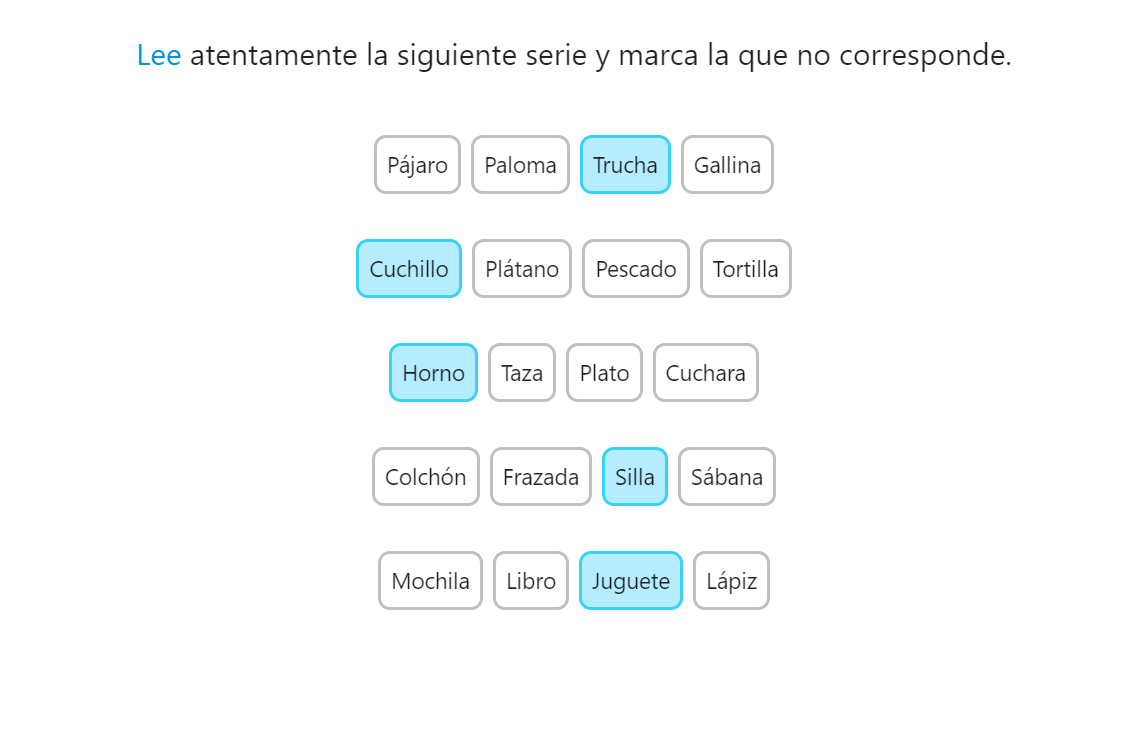 Lee atentamente la siguiente serie y marca la que no corresponde.
Pájaro Paloma Trucha Gallina
Cuchillo Plátano Pescado Tortilla
Horno Taza Plato Cuchara
Colchón Frazada Silla Sábana
Mochila Libro Juguete Lápiz